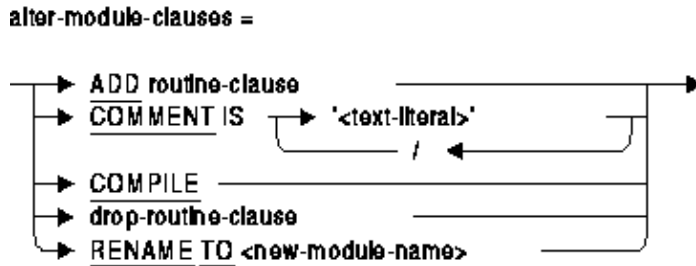 alter-module-clauses =
ADD routine-clause
COMMENT IS '<text-literal>'
/
COMPILE
drop-routine-clause
RENAME TO <new-module-name>